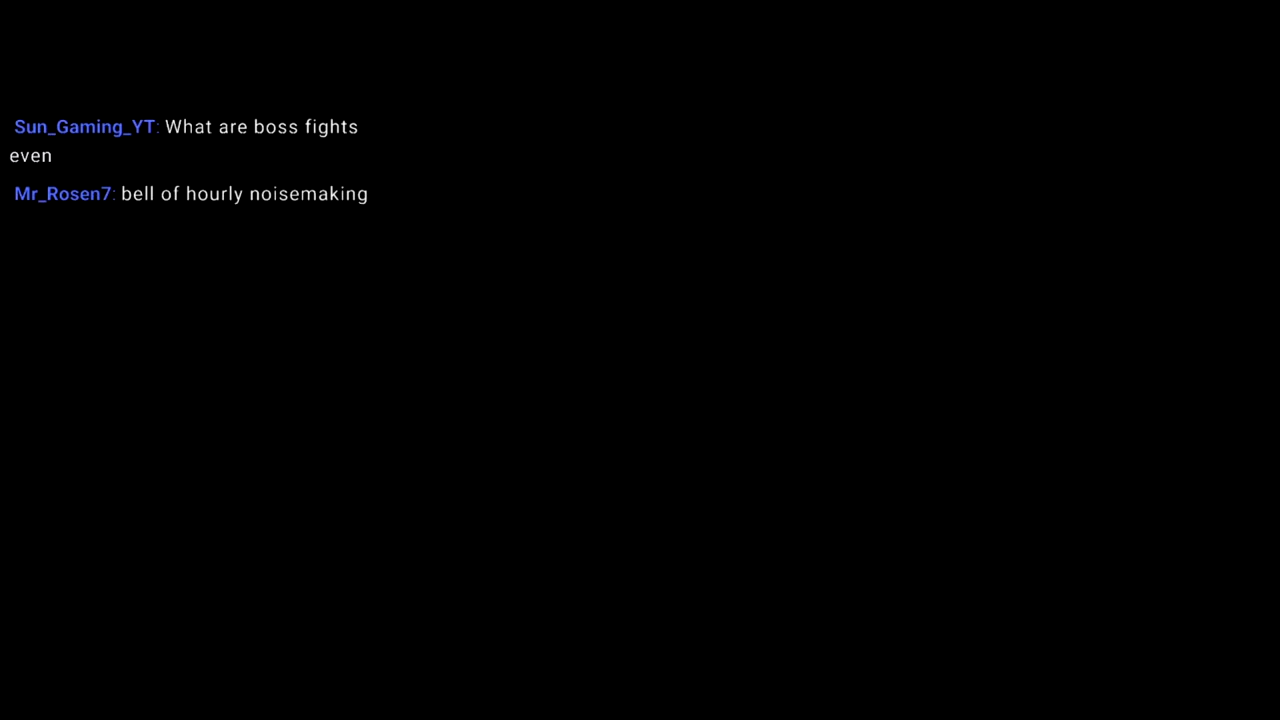 Sun_Gaming_YT: What are boss fights
even
Mr_Rosen7: bell of hourly noisemaking